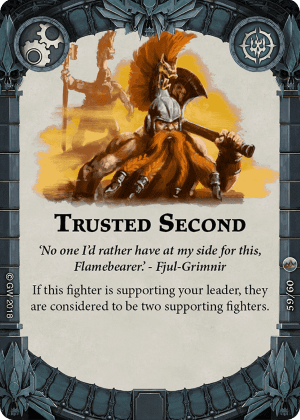 TRUSTED SECOND
‘No one I’d rather have at my side for this,
Flamebearer.’ - Fjul-Grimnir
If this fighter is supporting your leader, they
are considered to be two supporting fighters.
© GW 2018
59/60